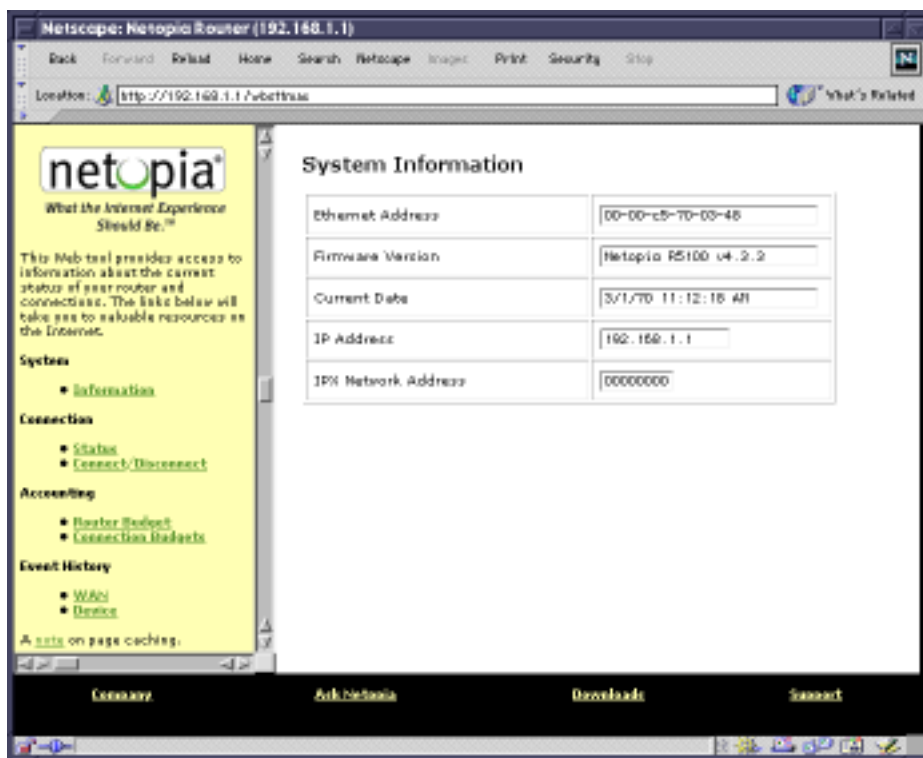 Netscape: Netopia Router (192.168.1.1)
Back Forward Reload Home Search Netscape Images Print Security Stop
Location: http://192.168.1.1/ What's Related
netopia
What the Internet Experience
Should Be.™
This Web tool provides access to
information about the current
status of your router and
connections. The links below will
take you to valuable resources on
the Internet.
System
Information
Connection
Status
Connect/Disconnect
Accounting
Router Budget
Connection Budgets
Event History
WAN
Device
A note on page caching.
System Information
Ethernet Address 00-00-c5-70-03-48
Firmware Version Netopia R5100
Current Date 3/1/70 11:12:18 AM
IP Address 192.168.1.1
IPX Network Address 00000000
Company Ask Netopia Downloads Support